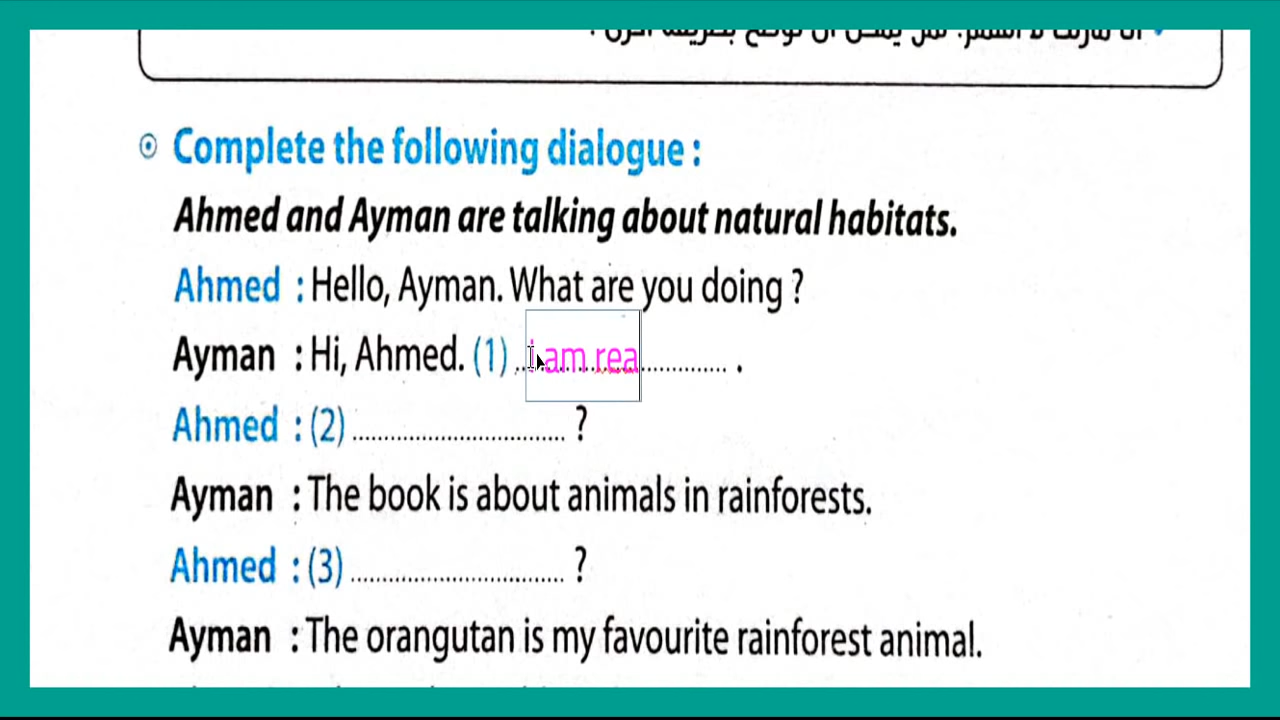 ⊙ Complete the following dialogue :
Ahmed and Ayman are talking about natural habitats.
Ahmed : Hello, Ayman. What are you doing ?
Ayman : Hi, Ahmed. (1) i am rea .
Ahmed : (2) ................................. ?
Ayman : The book is about animals in rainforests.
Ahmed : (3) ................................. ?
Ayman : The orangutan is my favourite rainforest animal.